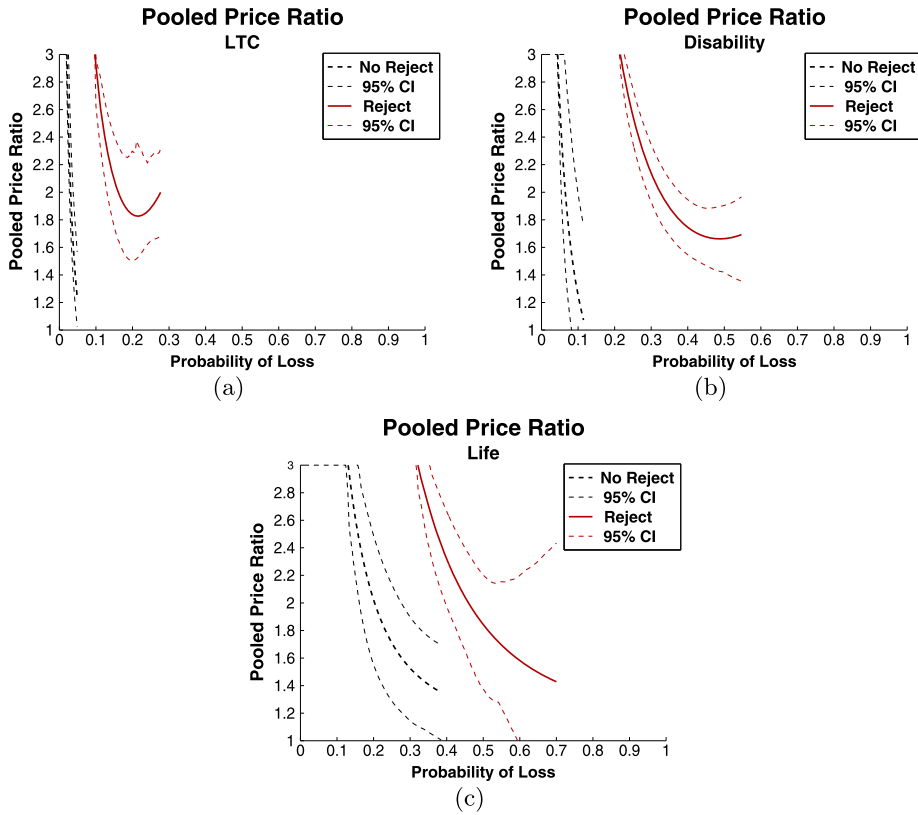 Pooled Price Ratio
LTC
No Reject
95% CI
Reject
95% CI
Pooled Price Ratio
3
2.8
2.6
2.4
2.2
2
1.8
1.6
1.4
1.2
1
0 0.1 0.2 0.3 0.4 0.5 0.6 0.7 0.8 0.9 1
Probability of Loss
(a)
Pooled Price Ratio
Disability
No Reject
95% CI
Reject
95% CI
Pooled Price Ratio
3
2.8
2.6
2.4
2.2
2
1.8
1.6
1.4
1.2
1
0 0.1 0.2 0.3 0.4 0.5 0.6 0.7 0.8 0.9 1
Probability of Loss
(b)
Pooled Price Ratio
Life
No Reject
95% CI
Reject
95% CI
Pooled Price Ratio
3
2.8
2.6
2.4
2.2
2
1.8
1.6
1.4
1.2
1
0 0.1 0.2 0.3 0.4 0.5 0.6 0.7 0.8 0.9 1
Probability of Loss
(c)